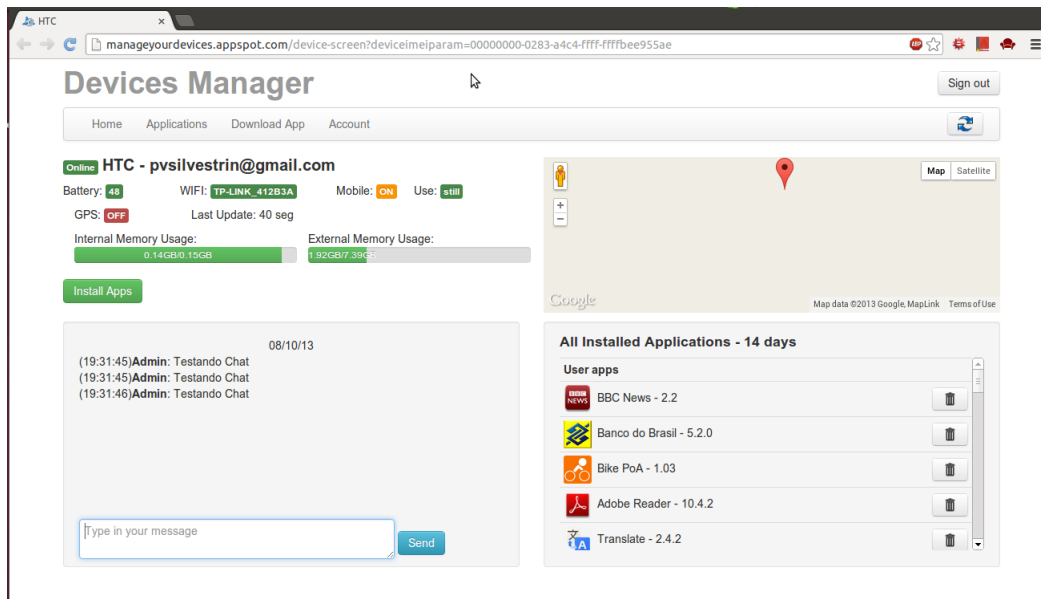 HTC
manageyourdevices.appspot.com/device-screen?deviceimeiparam=00000000-0283-a4c4-ffff-ffffbee955ae
Devices Manager
Sign out
Home Applications Download App Account
Online HTC - pvsilvestrin@gmail.com
Battery: 48 WIFI: TP-LINK_412B3A Mobile: ON Use: still
GPS: OFF Last Update: 40 seg
Internal Memory Usage: External Memory Usage:
0.14GB/0.15GB 1.92GB/7.39GB
Install Apps
Map Satellite
+
−
Google
Map data ©2013 Google, MapLink Terms of Use
08/10/13
(19:31:45)Admin: Testando Chat
(19:31:45)Admin: Testando Chat
(19:31:46)Admin: Testando Chat
Type in your message
Send
All Installed Applications - 14 days
User apps
BBC NEWS BBC News - 2.2
Banco do Brasil - 5.2.0
Bike PoA - 1.03
Adobe Reader - 10.4.2
文A Translate - 2.4.2